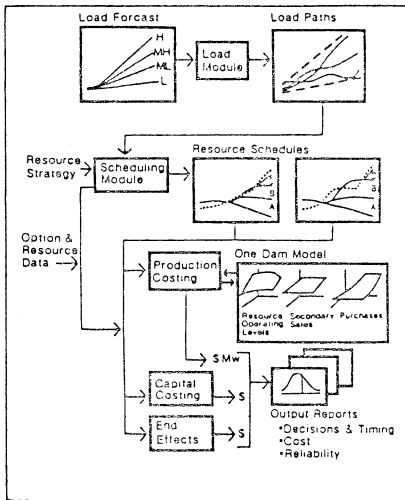 Load Forcast
Load Paths
H
MH
ML
L
Load
Module
Resource
Strategy
Scheduling
Module
Resource Schedules
S
A
B
A
Option &
Resource
Data
Production
Costing
One Dam Model
Resource Secondary Purchases
Operating Sales
Levels
$ Mw
Capital
Costing
$
End
Effects
$
Output Reports
•Decisions & Timing
•Cost
•Reliability